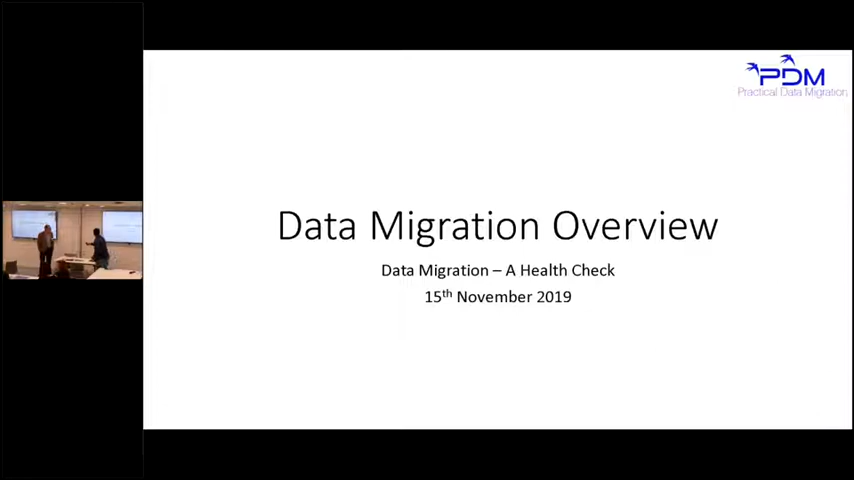 PDM
Practical Data Migration
Data Migration Overview
Data Migration – A Health Check
15th November 2019